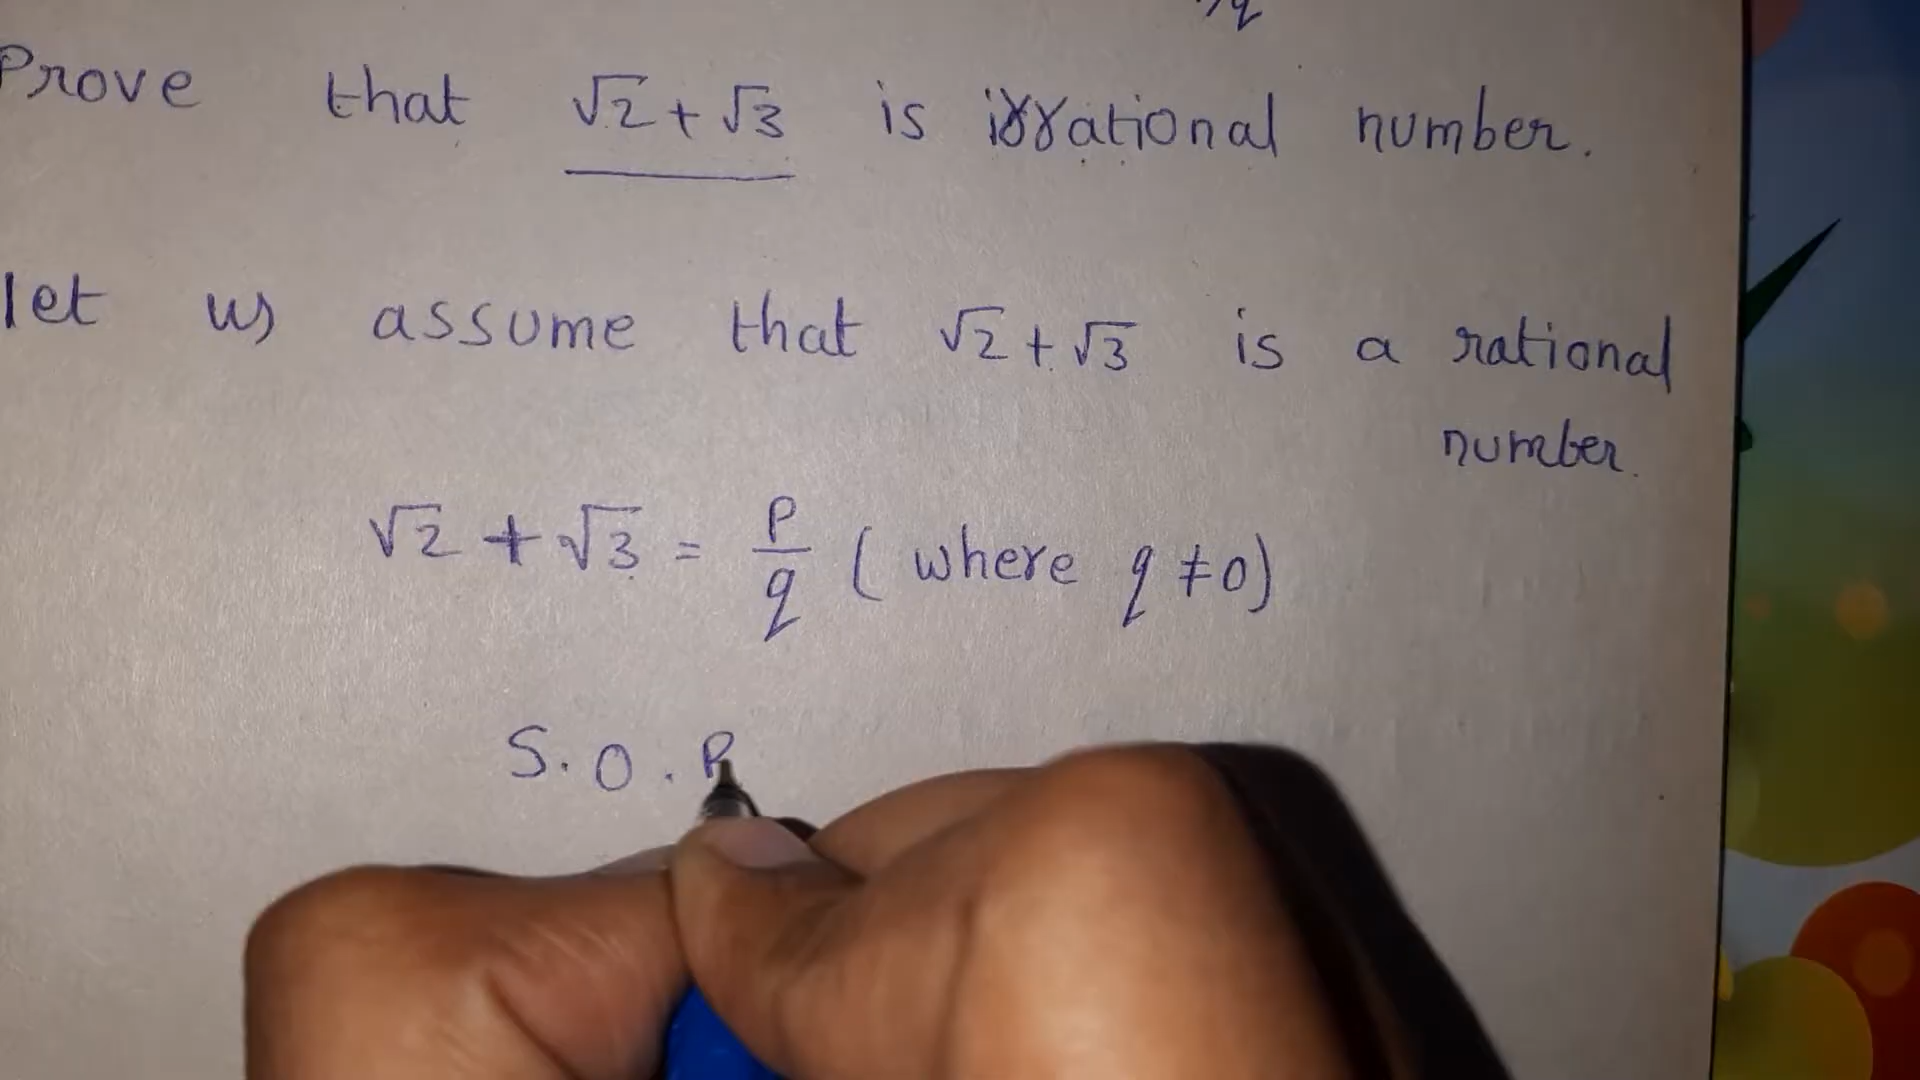 Prove that √2 + √3 is irrational number.
let us assume that √2 + √3 is a rational
number.
√2 + √3 = p/q (where q ≠ 0)
S.O.